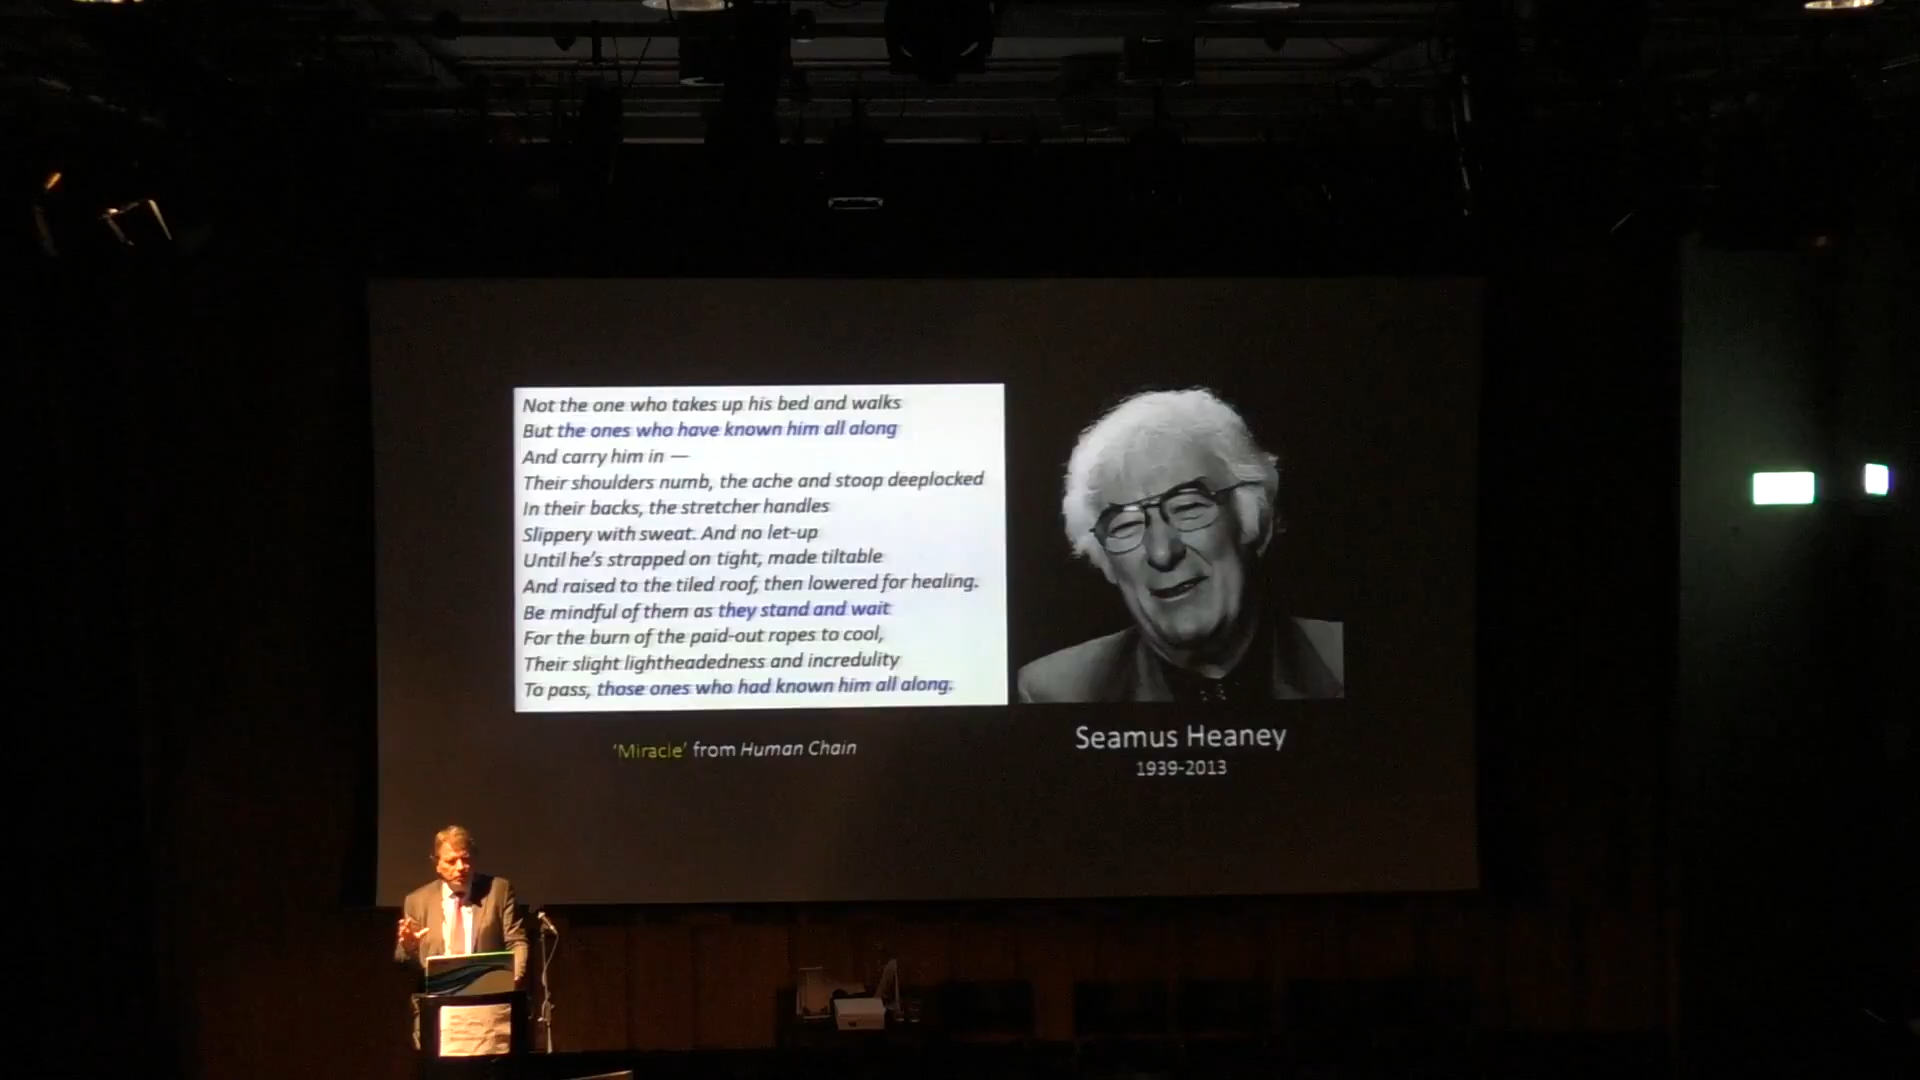 Not the one who takes up his bed and walks
But the ones who have known him all along
And carry him in —
Their shoulders numb, the ache and stoop deeplocked
In their backs, the stretcher handles
Slippery with sweat. And no let-up
Until he's strapped on tight, made tiltable
And raised to the tiled roof, then lowered for healing.
Be mindful of them as they stand and wait
For the burn of the paid-out ropes to cool,
Their slight lightheadedness and incredulity
To pass, those ones who had known him all along.
'Miracle' from Human Chain
Seamus Heaney
1939-2013